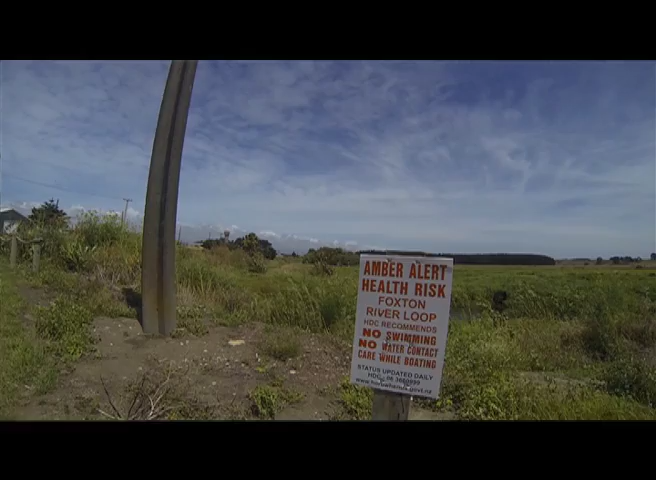 AMBER ALERT
HEALTH RISK
FOXTON
RIVER LOOP
HDC RECOMMENDS
NO SWIMMING
NO WATER CONTACT
CARE WHILE BOATING
STATUS UPDATED DAILY
HDC